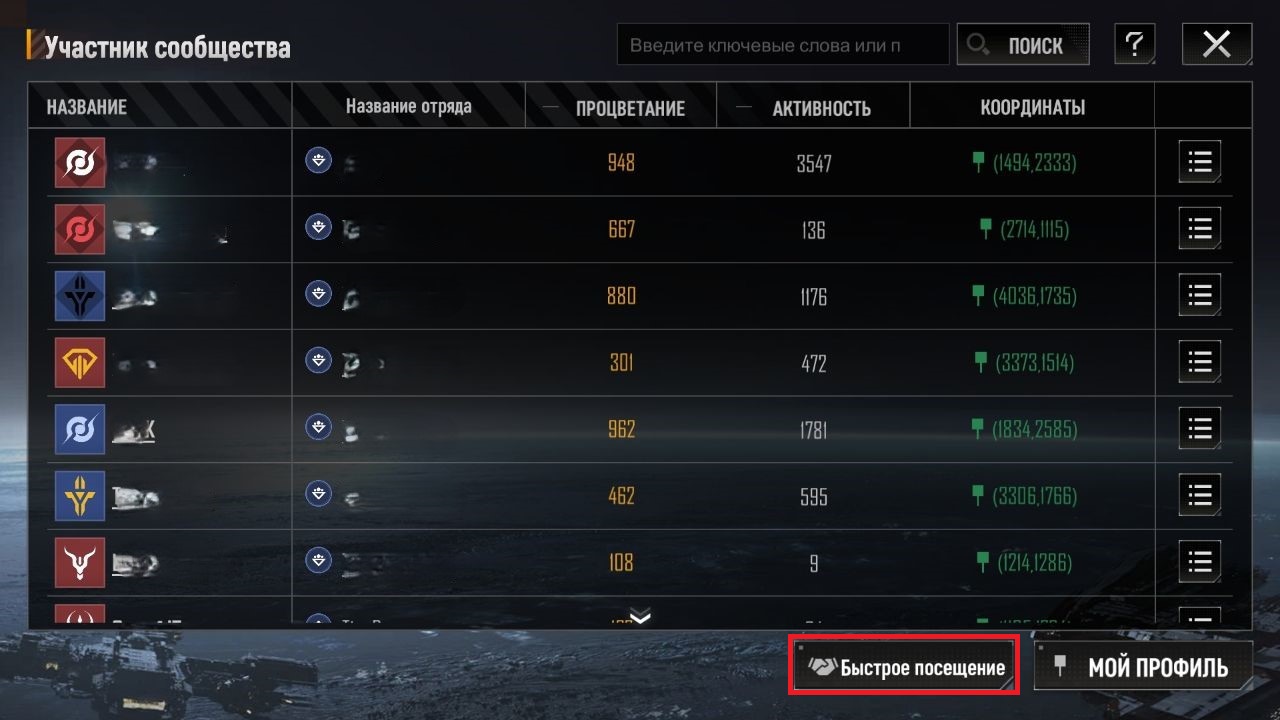 Участник сообщества
Введите ключевые слова или п
ПОИСК
?
НАЗВАНИЕ Название отряда ПРОЦВЕТАНИЕ АКТИВНОСТЬ КООРДИНАТЫ
948 3547 (1494,2333)
667 136 (2714,1115)
880 1176 (4036,1735)
301 472 (3373,1514)
962 1781 (1834,2585)
462 595 (3306,1766)
108 9 (1214,1286)
Быстрое посещение
МОЙ ПРОФИЛЬ